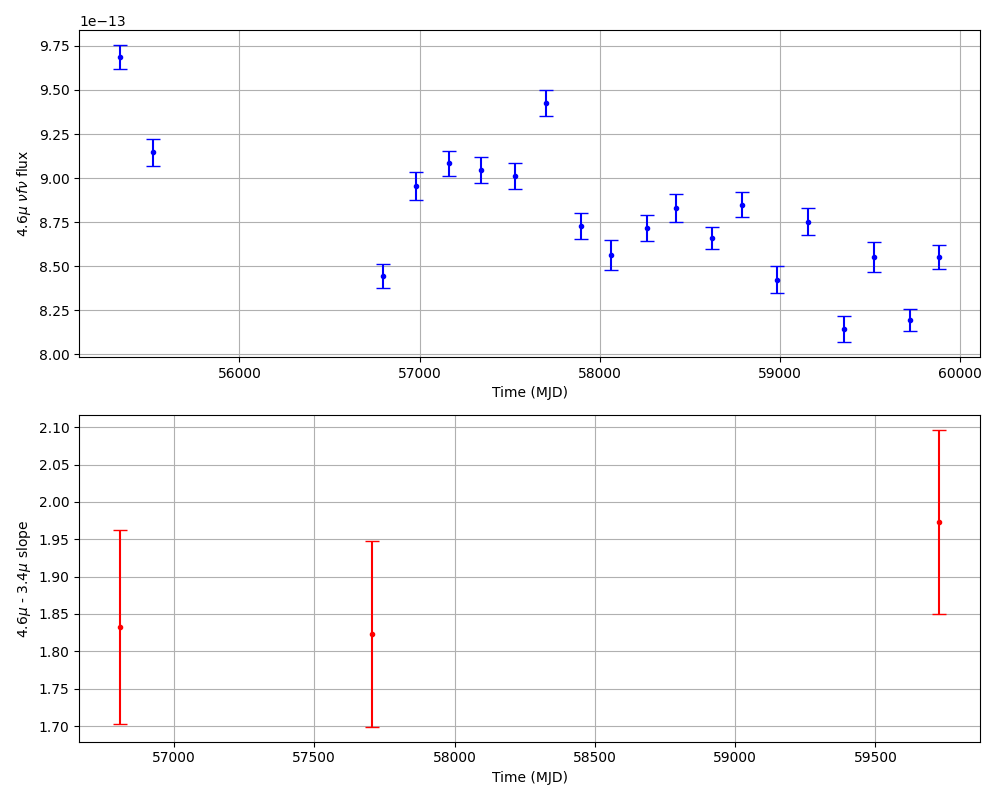 1e−13
9.75
9.50
9.25
9.00
8.75
8.50
8.25
8.00
4.6μ νfν flux
56000 57000 58000 59000 60000
Time (MJD)
2.10
2.05
2.00
1.95
1.90
1.85
1.80
1.75
1.70
4.6μ - 3.4μ slope
57000 57500 58000 58500 59000 59500
Time (MJD)